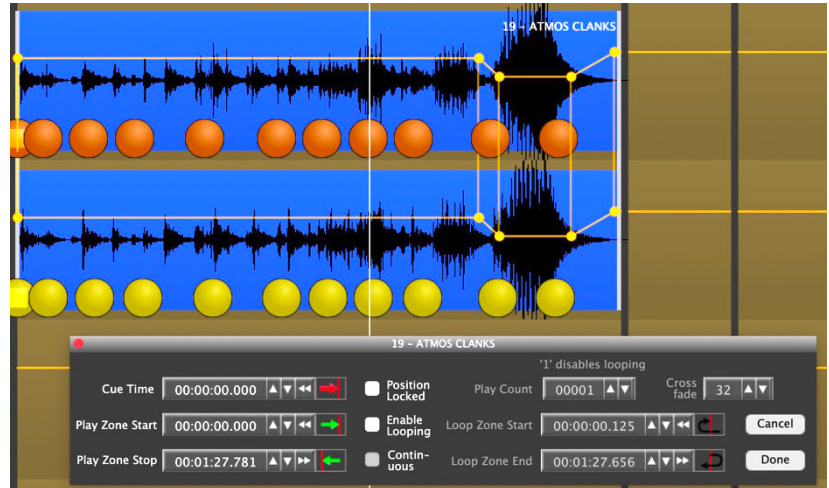 19 - ATMOS CLANKS
19 - ATMOS CLANKS
'1' disables looping
Cue Time 00:00:00.000 Position Locked Play Count 00001 Cross fade 32
Play Zone Start 00:00:00.000 Enable Looping Loop Zone Start 00:00:00.125 Cancel
Play Zone Stop 00:01:27.781 Contin- uous Loop Zone End 00:01:27.656 Done